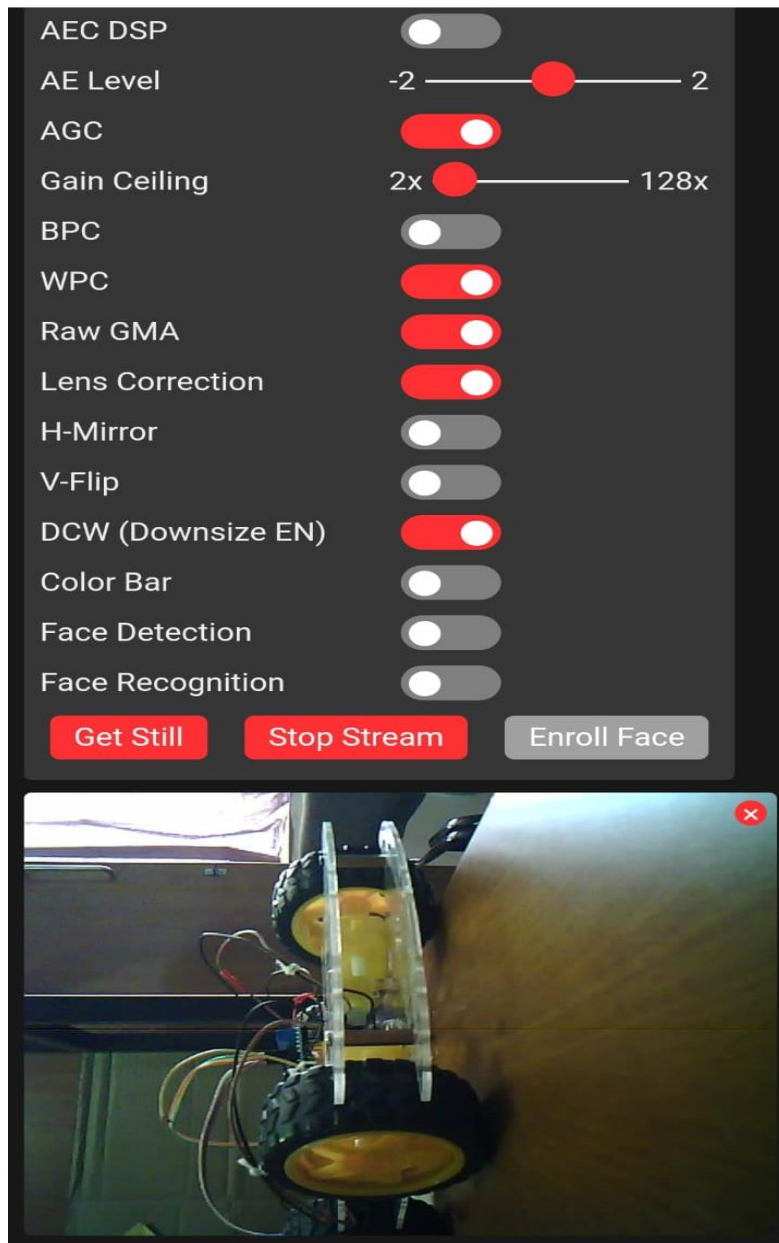 AEC DSP
AE Level -2 2
AGC
Gain Ceiling 2x 128x
BPC
WPC
Raw GMA
Lens Correction
H-Mirror
V-Flip
DCW (Downsize EN)
Color Bar
Face Detection
Face Recognition
Get Still Stop Stream Enroll Face